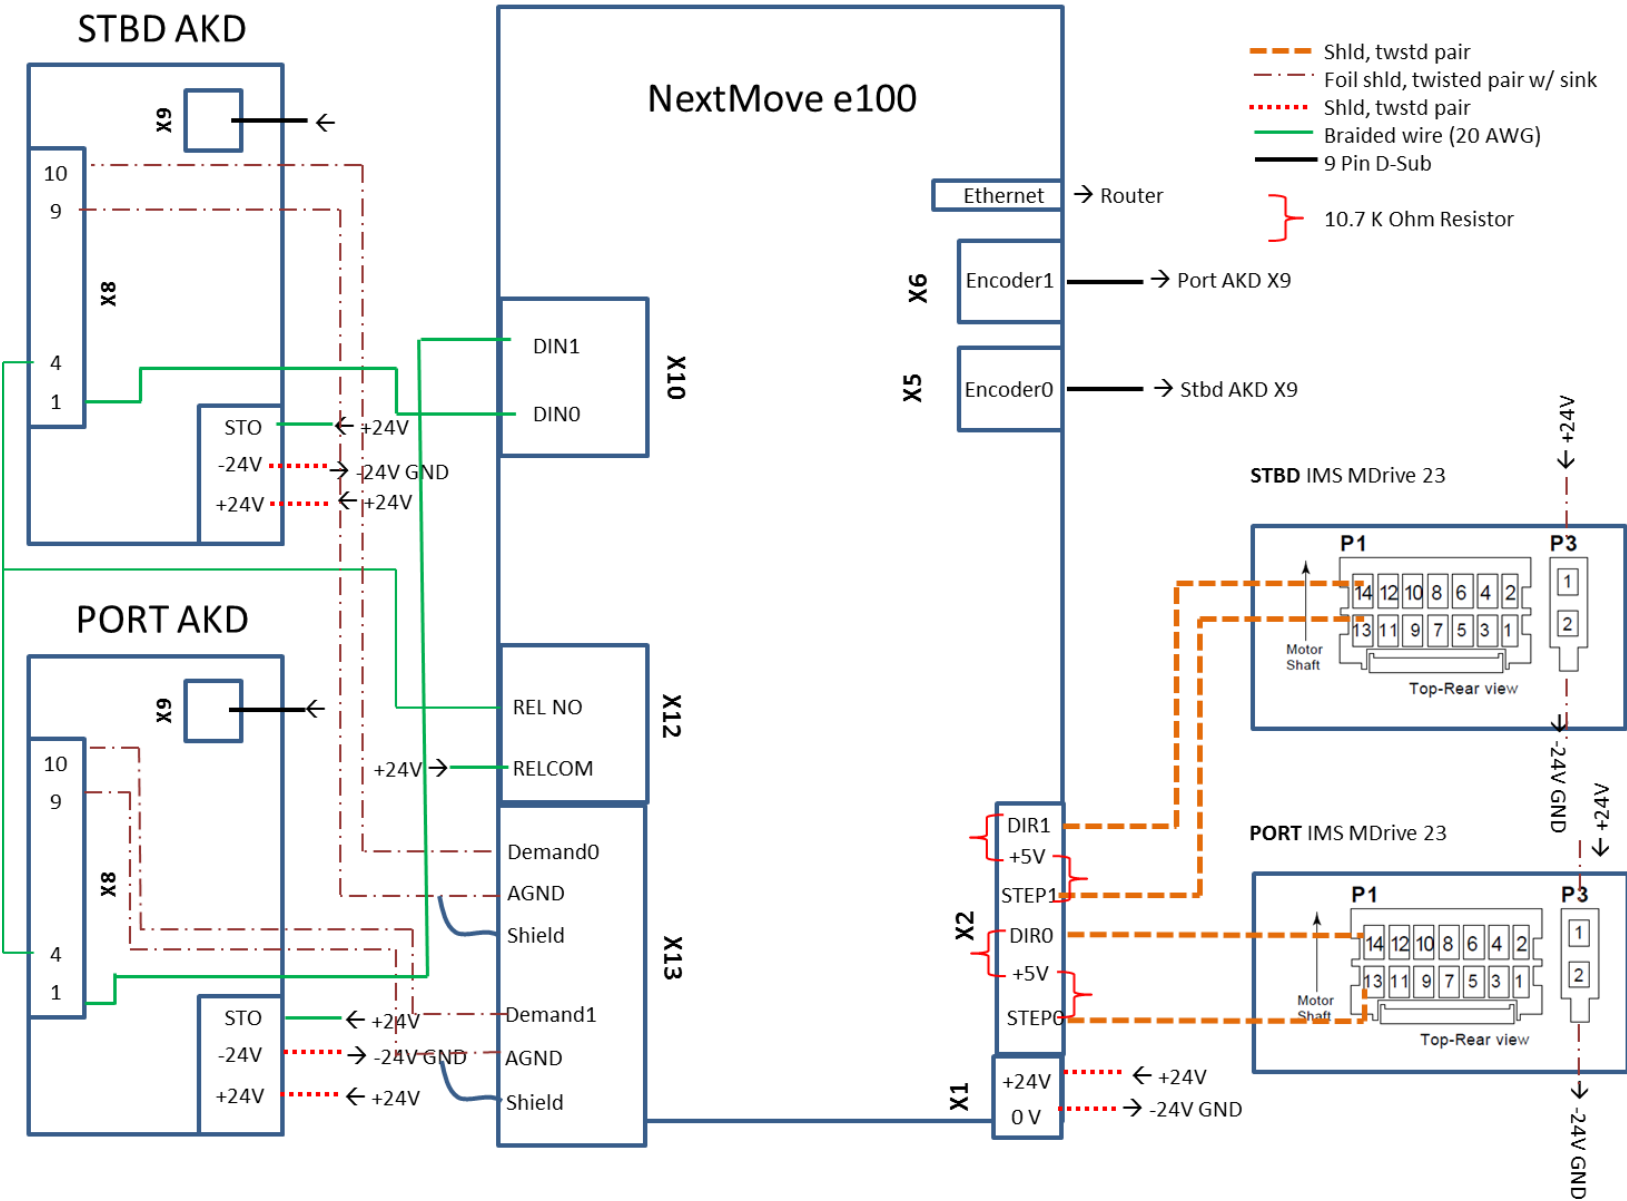 STBD AKD
X9
10
9
X8
4
1
STO
-24V
+24V
+24V
-24V GND
+24V
PORT AKD
X9
10
9
X8
4
1
STO
-24V
+24V
+24V
-24V GND
+24V
NextMove e100
Ethernet
Router
X6
Encoder1
Port AKD X9
X5
Encoder0
Stbd AKD X9
DIN1
DIN0
X10
REL NO
RELCOM
+24V
X12
Demand0
AGND
Shield
X13
Demand1
AGND
Shield
X2
DIR1
+5V
STEP1
DIR0
+5V
STEP0
X1
+24V
0 V
+24V
-24V GND
Shld, twstd pair
Foil shld, twisted pair w/ sink
Shld, twstd pair
Braided wire (20 AWG)
9 Pin D-Sub
10.7 K Ohm Resistor
STBD IMS MDrive 23
+24V
P1
P3
14 12 10 8 6 4 2
13 11 9 7 5 3 1
1
2
Motor
Shaft
Top-Rear view
-24V GND
PORT IMS MDrive 23
+24V
P1
P3
14 12 10 8 6 4 2
13 11 9 7 5 3 1
1
2
Motor
Shaft
Top-Rear view
-24V GND